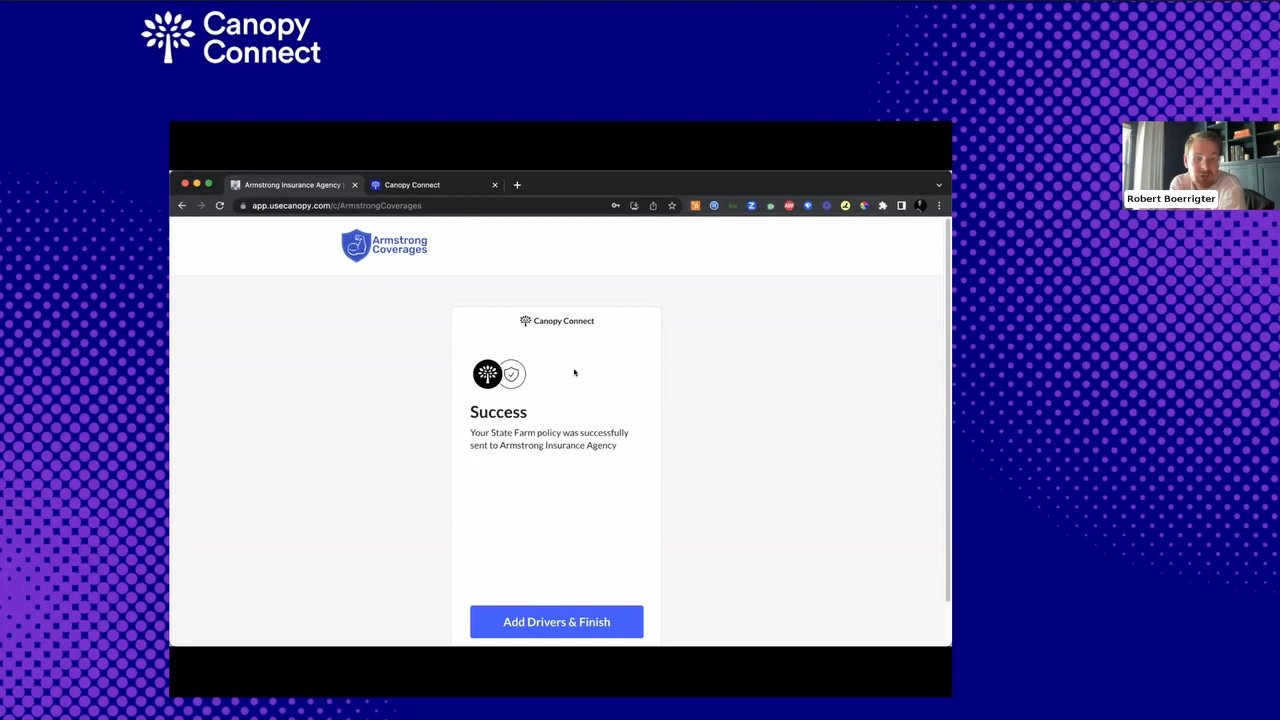 Canopy
Connect
Armstrong Insurance Agency |
Canopy Connect
app.usecanopy.com/c/ArmstrongCoverages
Armstrong
Coverages
Robert Boerrigter
Canopy Connect
Success
Your State Farm policy was successfully
sent to Armstrong Insurance Agency
Add Drivers & Finish